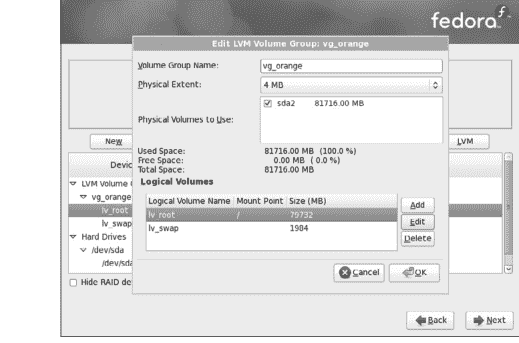 fedora
Edit LVM Volume Group: vg_orange
Volume Group Name: vg_orange
Physical Extent: 4 MB
Physical Volumes to Use: sda2 81716.00 MB
Used Space: 81716.00 MB (100.0 %)
Free Space: 0.00 MB ( 0.0 %)
Total Space: 81716.00 MB
Logical Volumes
Logical Volume Name Mount Point Size (MB)
lv_root / 79732
lv_swap 1984
Add
Edit
Delete
Cancel OK
New LVM
Devic
LVM Volume
vg_orange
lv_root
lv_swap
Hard Drives
/dev/sda
/dev/sda
Hide RAID de
Back Next